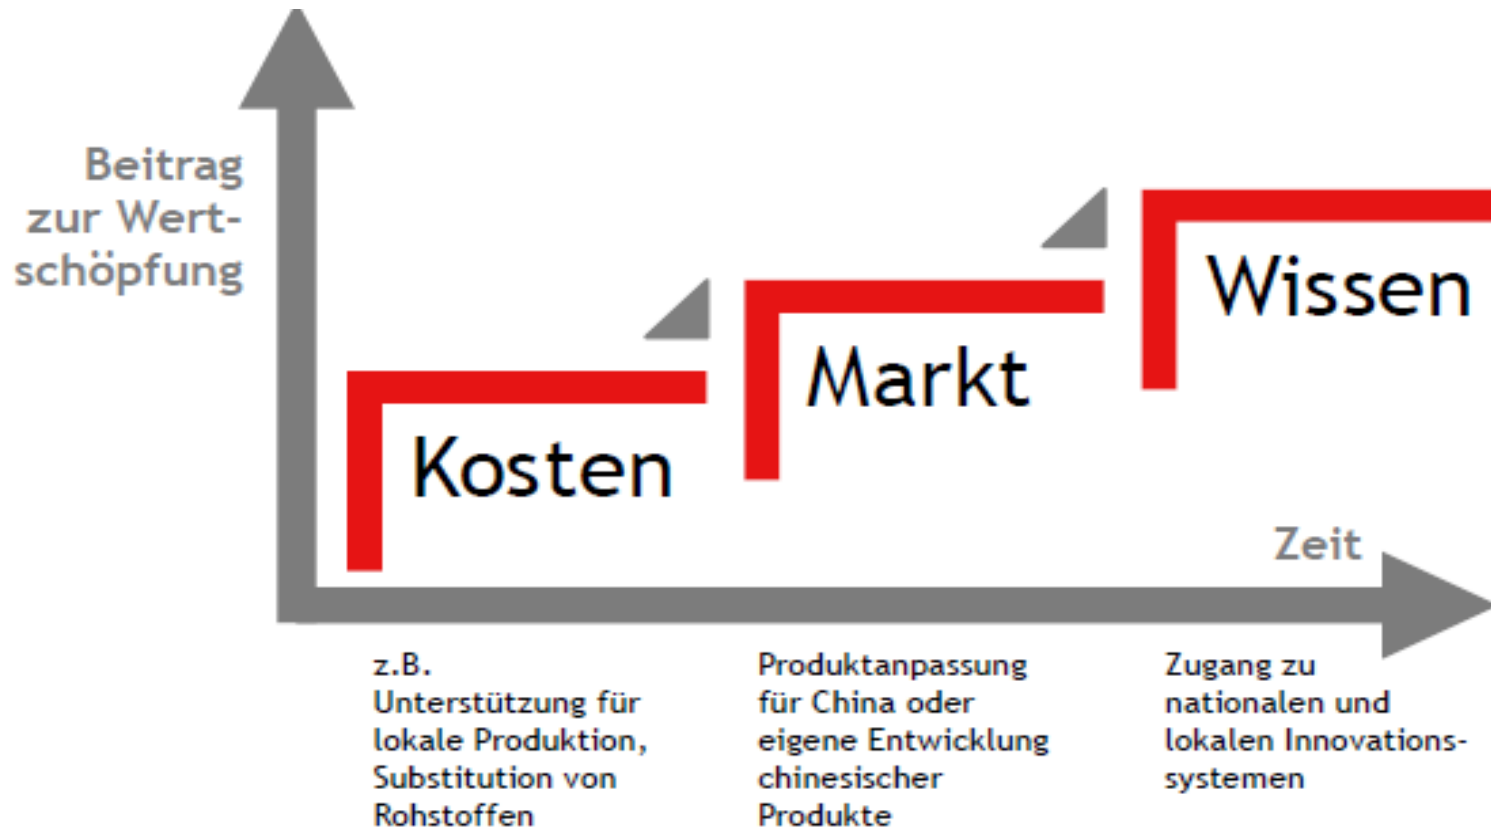 Beitrag
zur Wert-
schöpfung
Kosten
Markt
Wissen
Zeit
z.B.
Unterstützung für
lokale Produktion,
Substitution von
Rohstoffen
Produktanpassung
für China oder
eigene Entwicklung
chinesischer
Produkte
Zugang zu
nationalen und
lokalen Innovations-
systemen